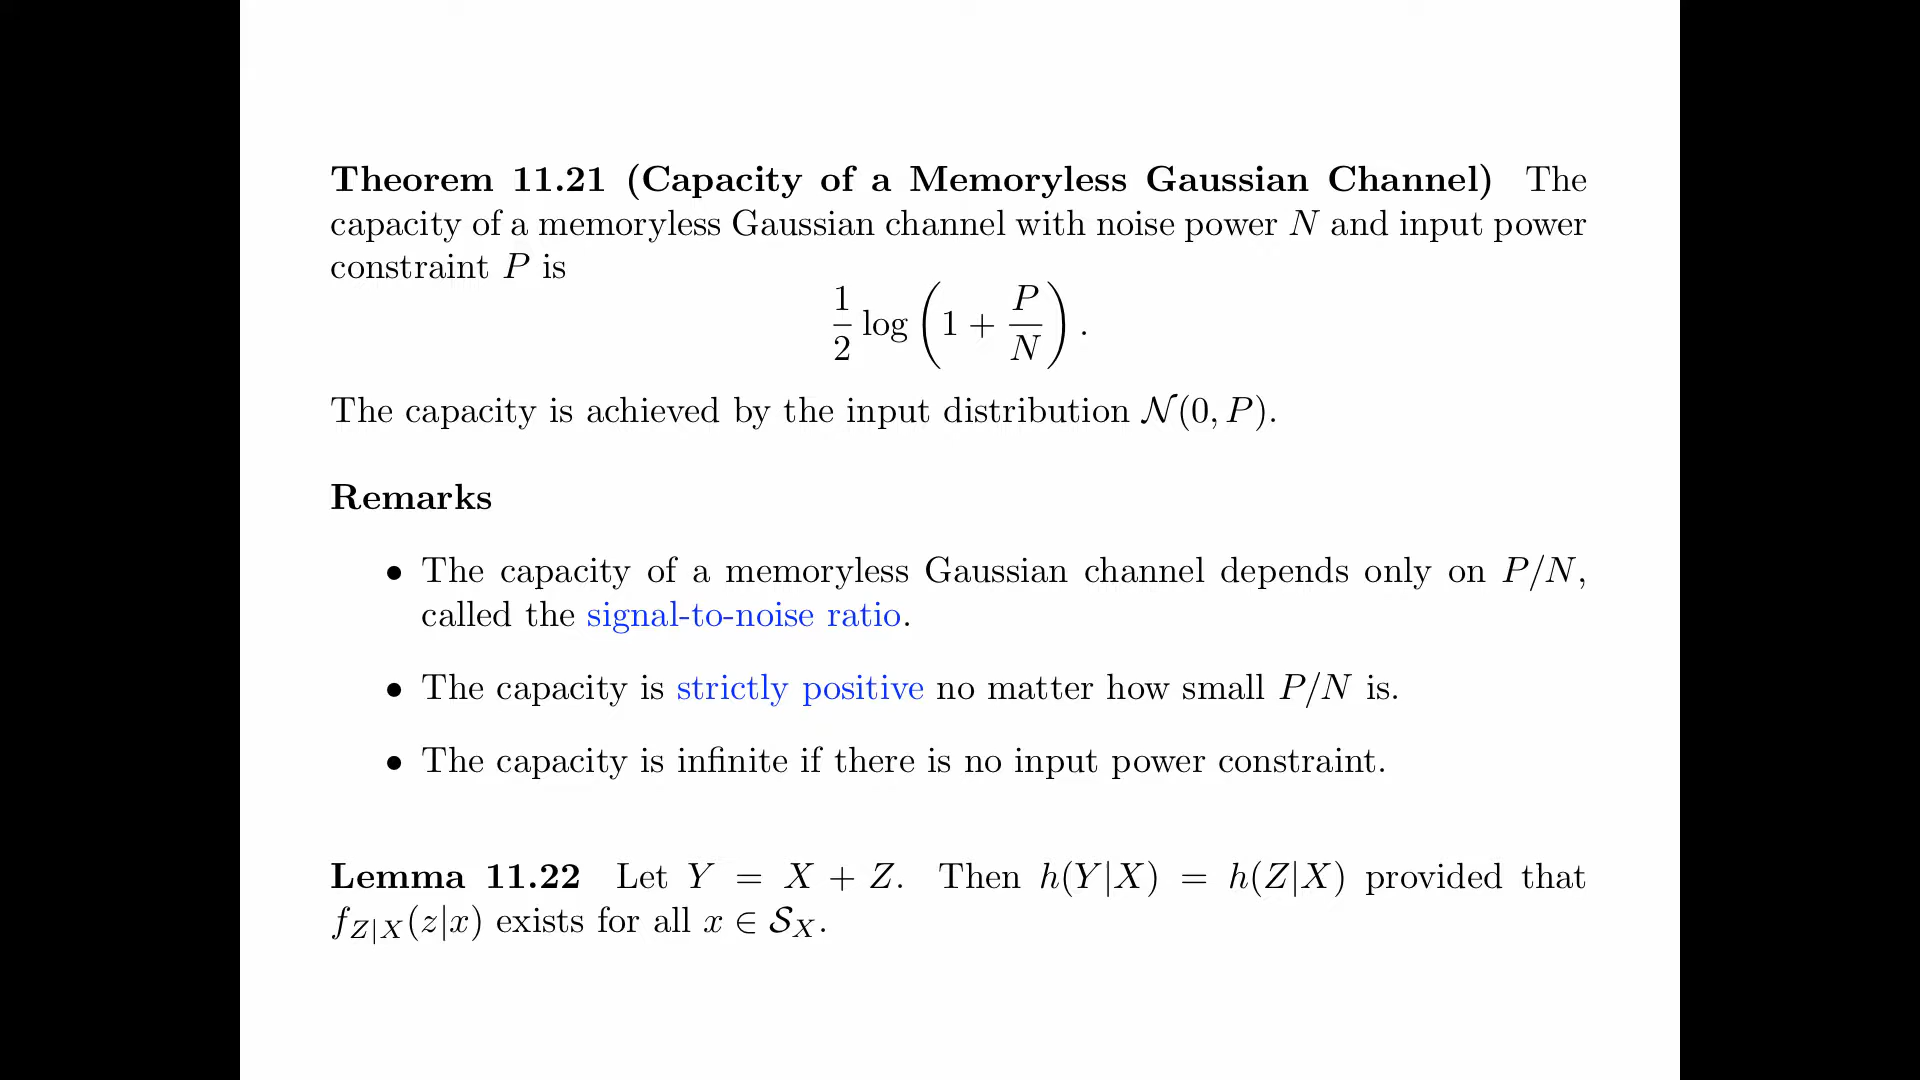 Theorem 11.21 (Capacity of a Memoryless Gaussian Channel) The
capacity of a memoryless Gaussian channel with noise power N and input power
constraint P is
\frac{1}{2} \log \left( 1 + \frac{P}{N} \right).
The capacity is achieved by the input distribution 𝒩(0, P).
Remarks
• The capacity of a memoryless Gaussian channel depends only on P/N,
called the signal-to-noise ratio.
• The capacity is strictly positive no matter how small P/N is.
• The capacity is infinite if there is no input power constraint.
Lemma 11.22 Let Y = X + Z. Then h(Y|X) = h(Z|X) provided that
f_{Z|X}(z|x) exists for all x ∈ 𝒮_X.